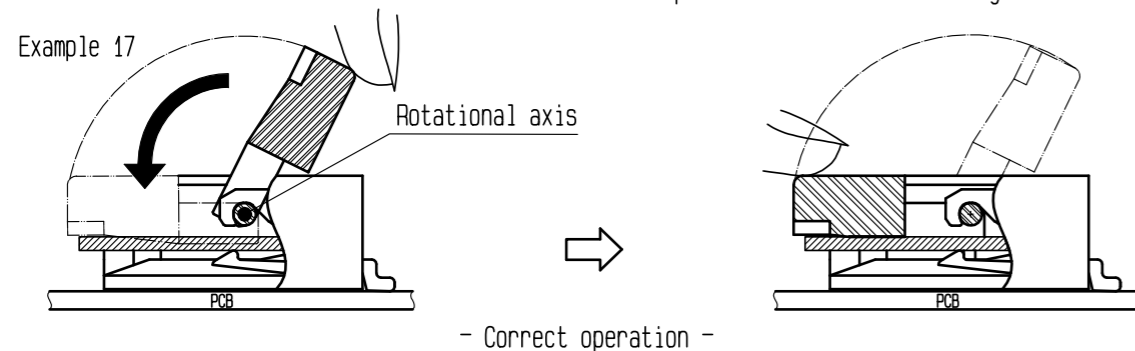 Example 17
Rotational axis
PCB
PCB
- Correct operation -